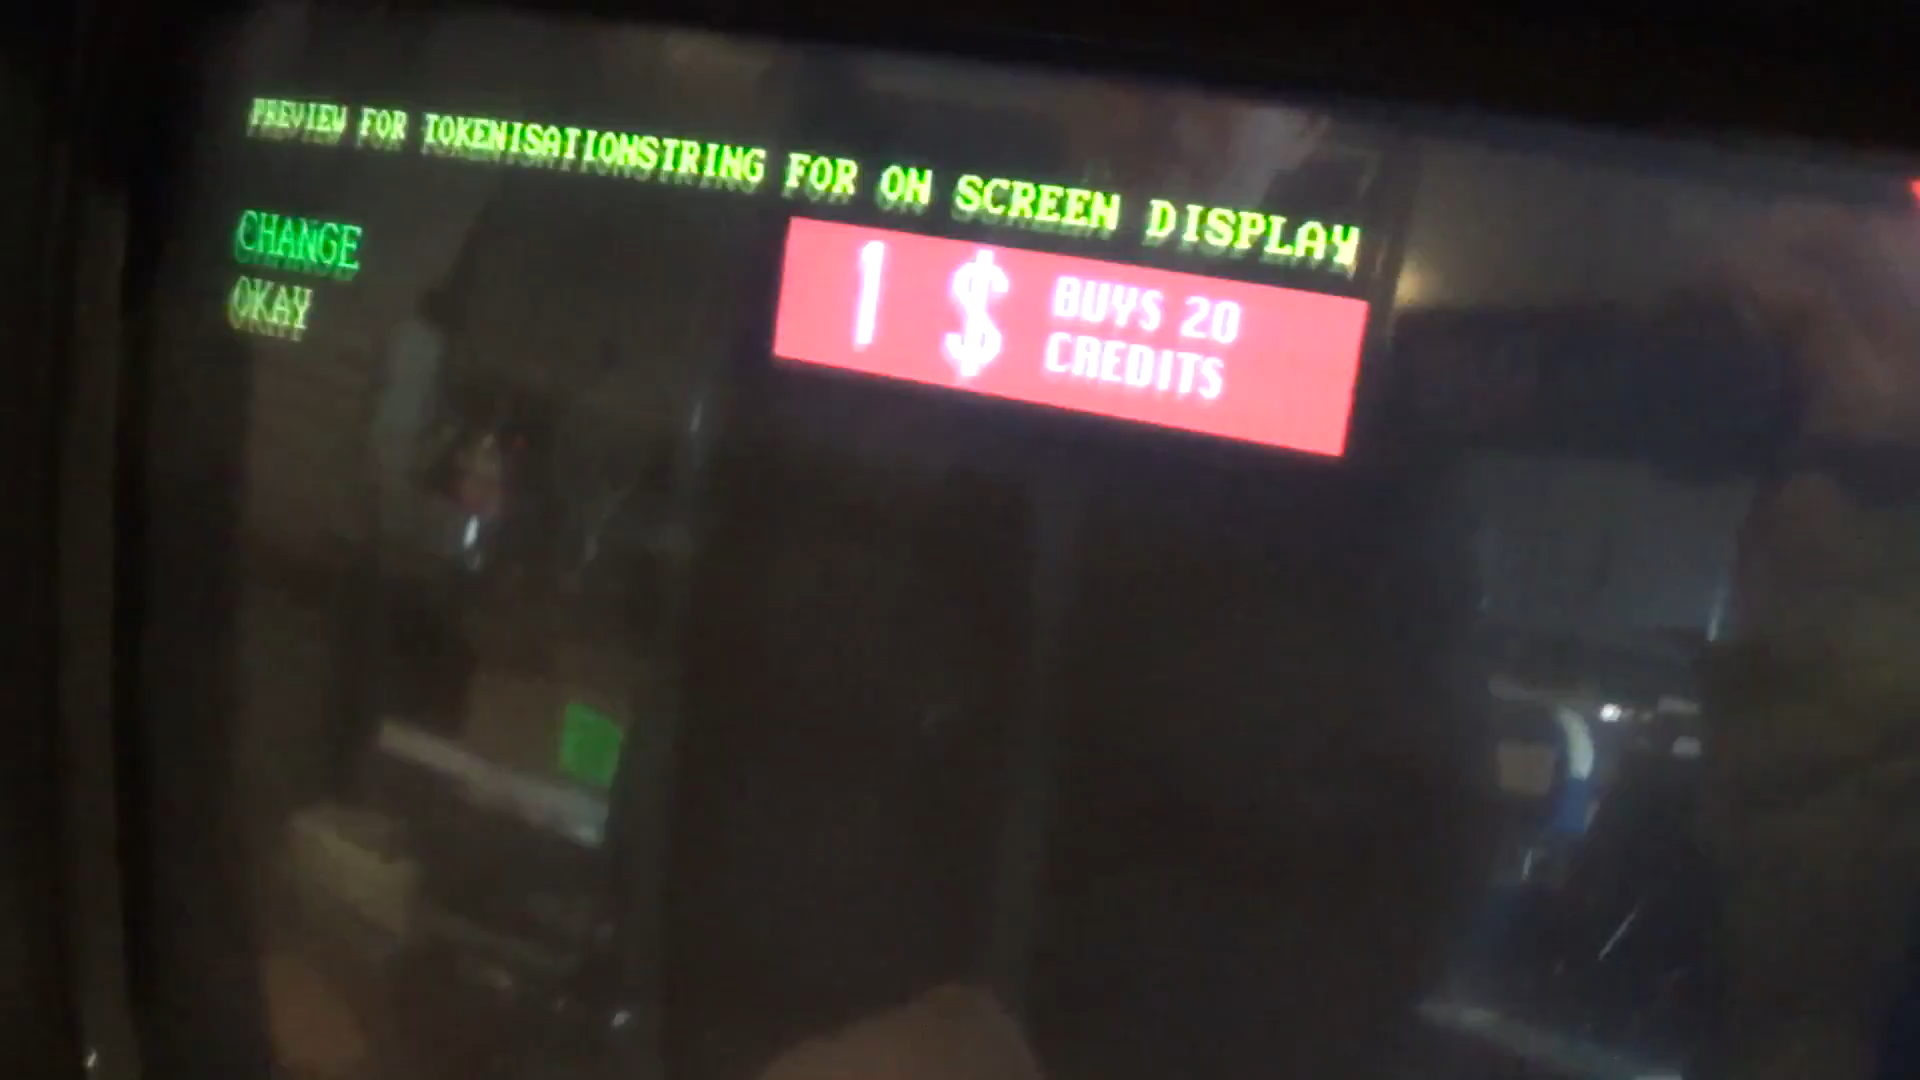 PREVIEW FOR TOKENISATIONSTRING FOR ON SCREEN DISPLAY
CHANGE
OKAY
1 $ BUYS 20
CREDITS